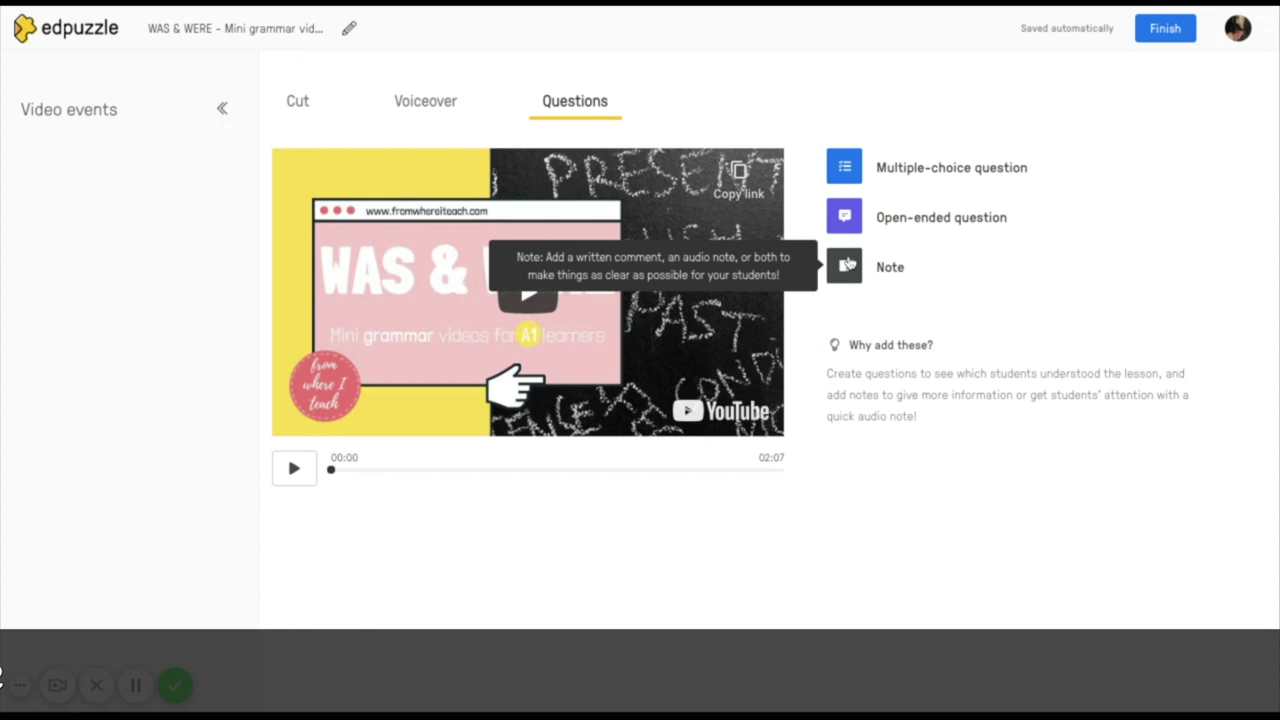 edpuzzle
WAS & WERE - Mini grammar vid...
Saved automatically
Finish
Video events
Cut
Voiceover
Questions
PRESENT
Copy link
www.fromwhereiteach.com
WAS &
Mini grammar videos for A1 learners
from
where I
teach
PAST
YouTube
Note: Add a written comment, an audio note, or both to
make things as clear as possible for your students!
00:00
02:07
Multiple-choice question
Open-ended question
Note
Why add these?
Create questions to see which students understood the lesson, and
add notes to give more information or get students' attention with a
quick audio note!